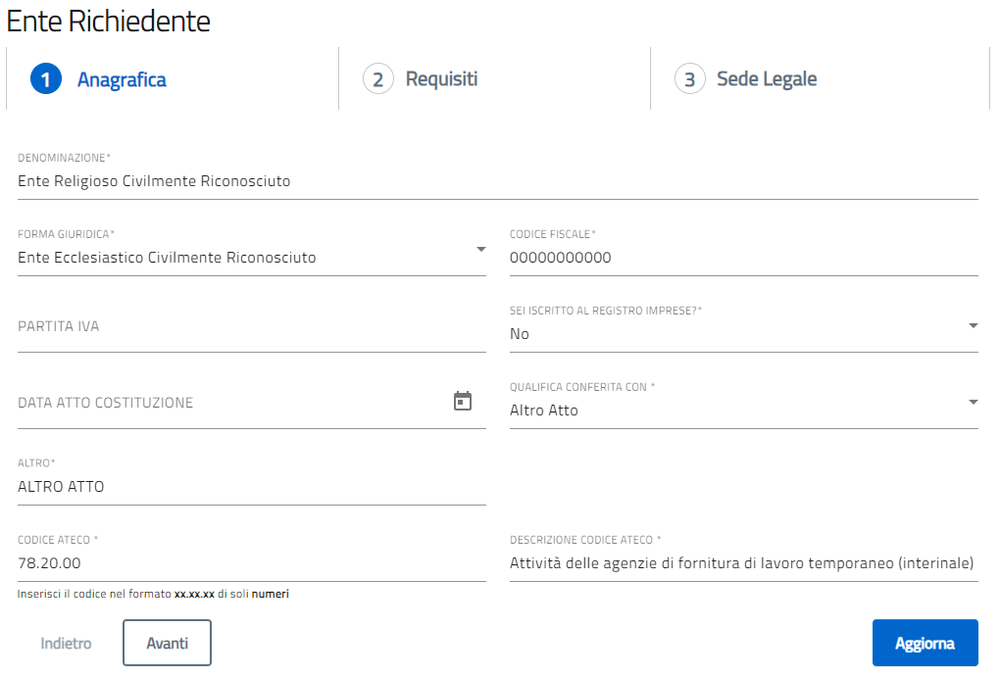 Ente Richiedente
1 Anagrafica 2 Requisiti 3 Sede Legale
DENOMINAZIONE*
Ente Religioso Civilmente Riconosciuto
FORMA GIURIDICA* CODICE FISCALE*
Ente Ecclesiastico Civilmente Riconosciuto 00000000000
SEI ISCRITTO AL REGISTRO IMPRESE?*
PARTITA IVA No
QUALIFICA CONFERITA CON *
DATA ATTO COSTITUZIONE Altro Atto
ALTRO*
ALTRO ATTO
CODICE ATECO * DESCRIZIONE CODICE ATECO *
78.20.00 Attività delle agenzie di fornitura di lavoro temporaneo (interinale)
Inserisci il codice nel formato xx.xx.xx di soli numeri
Indietro Avanti Aggiorna